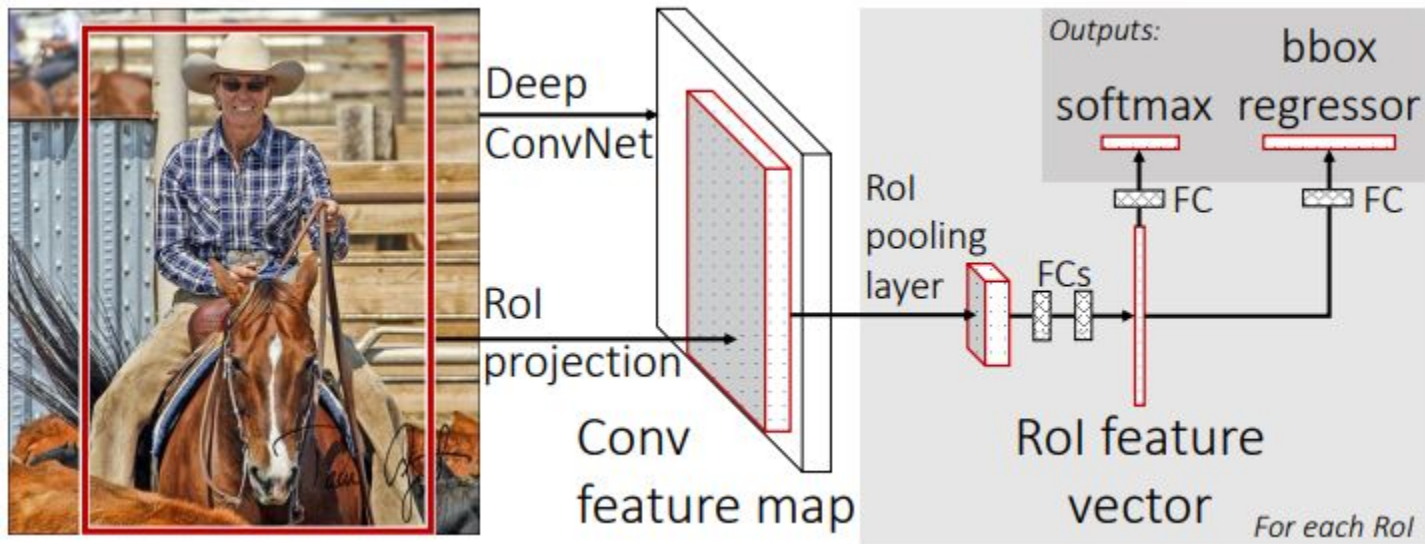 Deep
ConvNet
RoI
projection
Conv
feature map
RoI
pooling
layer
FCs
RoI feature
vector
For each RoI
Outputs:
softmax
bbox
regressor
FC
FC